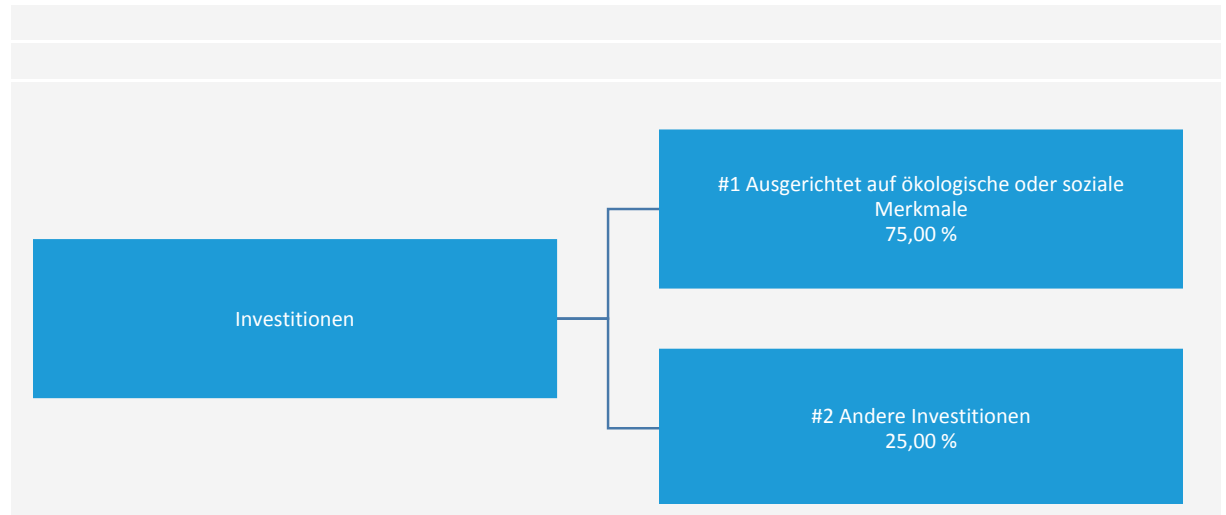 Investitionen
#1 Ausgerichtet auf ökologische oder soziale
Merkmale
75,00 %
#2 Andere Investitionen
25,00 %